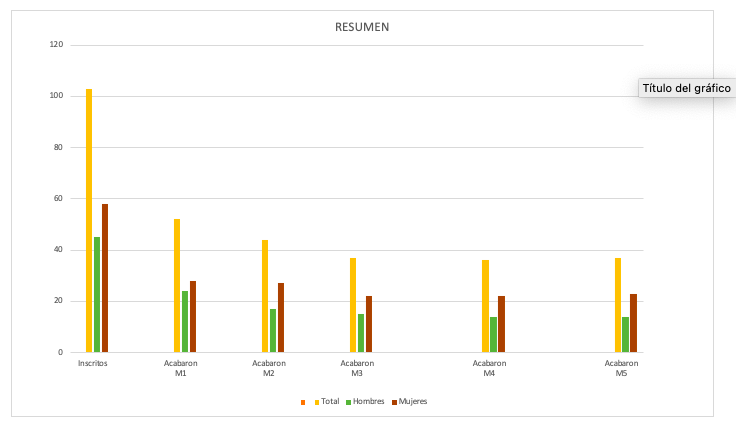 RESUMEN
120
100
80
60
40
20
0
Título del gráfico
Inscritos
Acabaron
M1
Acabaron
M2
Acabaron
M3
Acabaron
M4
Acabaron
M5
Total Hombres Mujeres